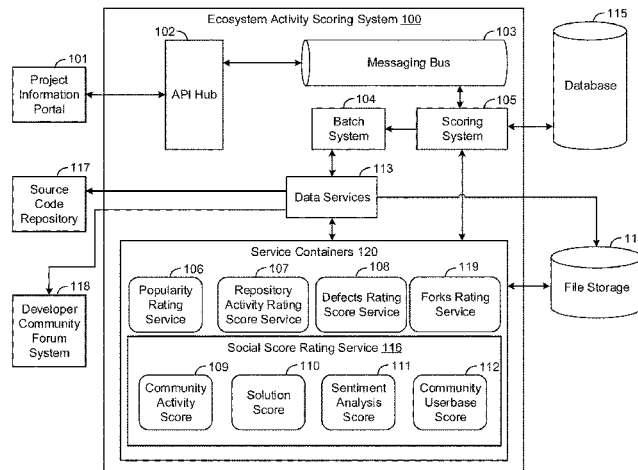 Ecosystem Activity Scoring System 100
115
101
102
103
Project
Information
Portal
API Hub
Messaging Bus
Database
104
105
Batch
System
Scoring
System
117
113
Source
Code
Repository
Data Services
118
Developer
Community
Forum
System
File Storage
Service Containers 120
106
107
108
119
Popularity
Rating
Service
Repository
Activity Rating
Score Service
Defects Rating
Score Service
Forks Rating
Service
Social Score Rating Service 116
109
110
111
112
Community
Activity
Score
Solution
Score
Sentiment
Analysis
Score
Community
Userbase
Score